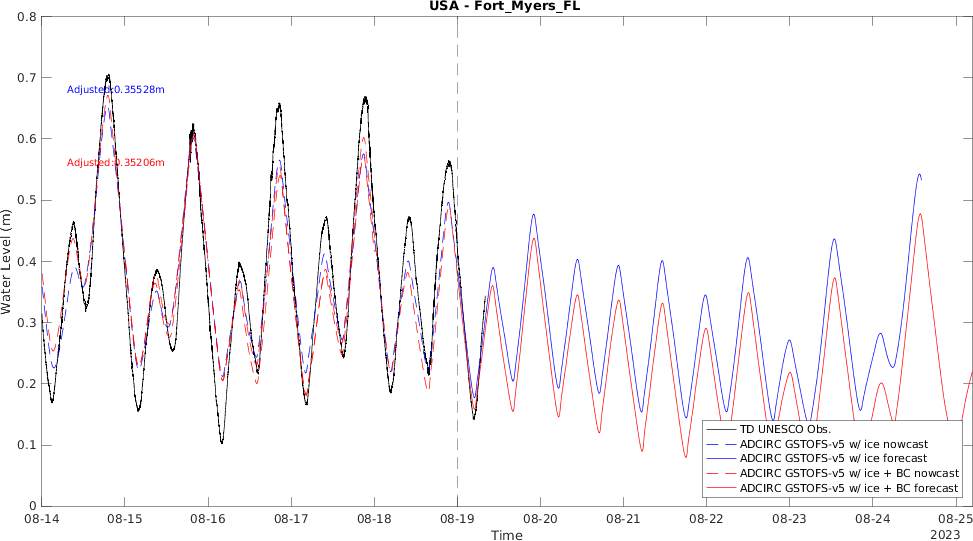 USA - Fort_Myers_FL
0.8
0.7
0.6
0.5
0.4
0.3
0.2
0.1
0
Water Level (m)
Adjusted:0.35528m
Adjusted:0.35206m
TD UNESCO Obs.
ADCIRC GSTOFS-v5 w/ ice nowcast
ADCIRC GSTOFS-v5 w/ ice forecast
ADCIRC GSTOFS-v5 w/ ice + BC nowcast
ADCIRC GSTOFS-v5 w/ ice + BC forecast
08-14 08-15 08-16 08-17 08-18 08-19 08-20 08-21 08-22 08-23 08-24 08-25
Time
2023